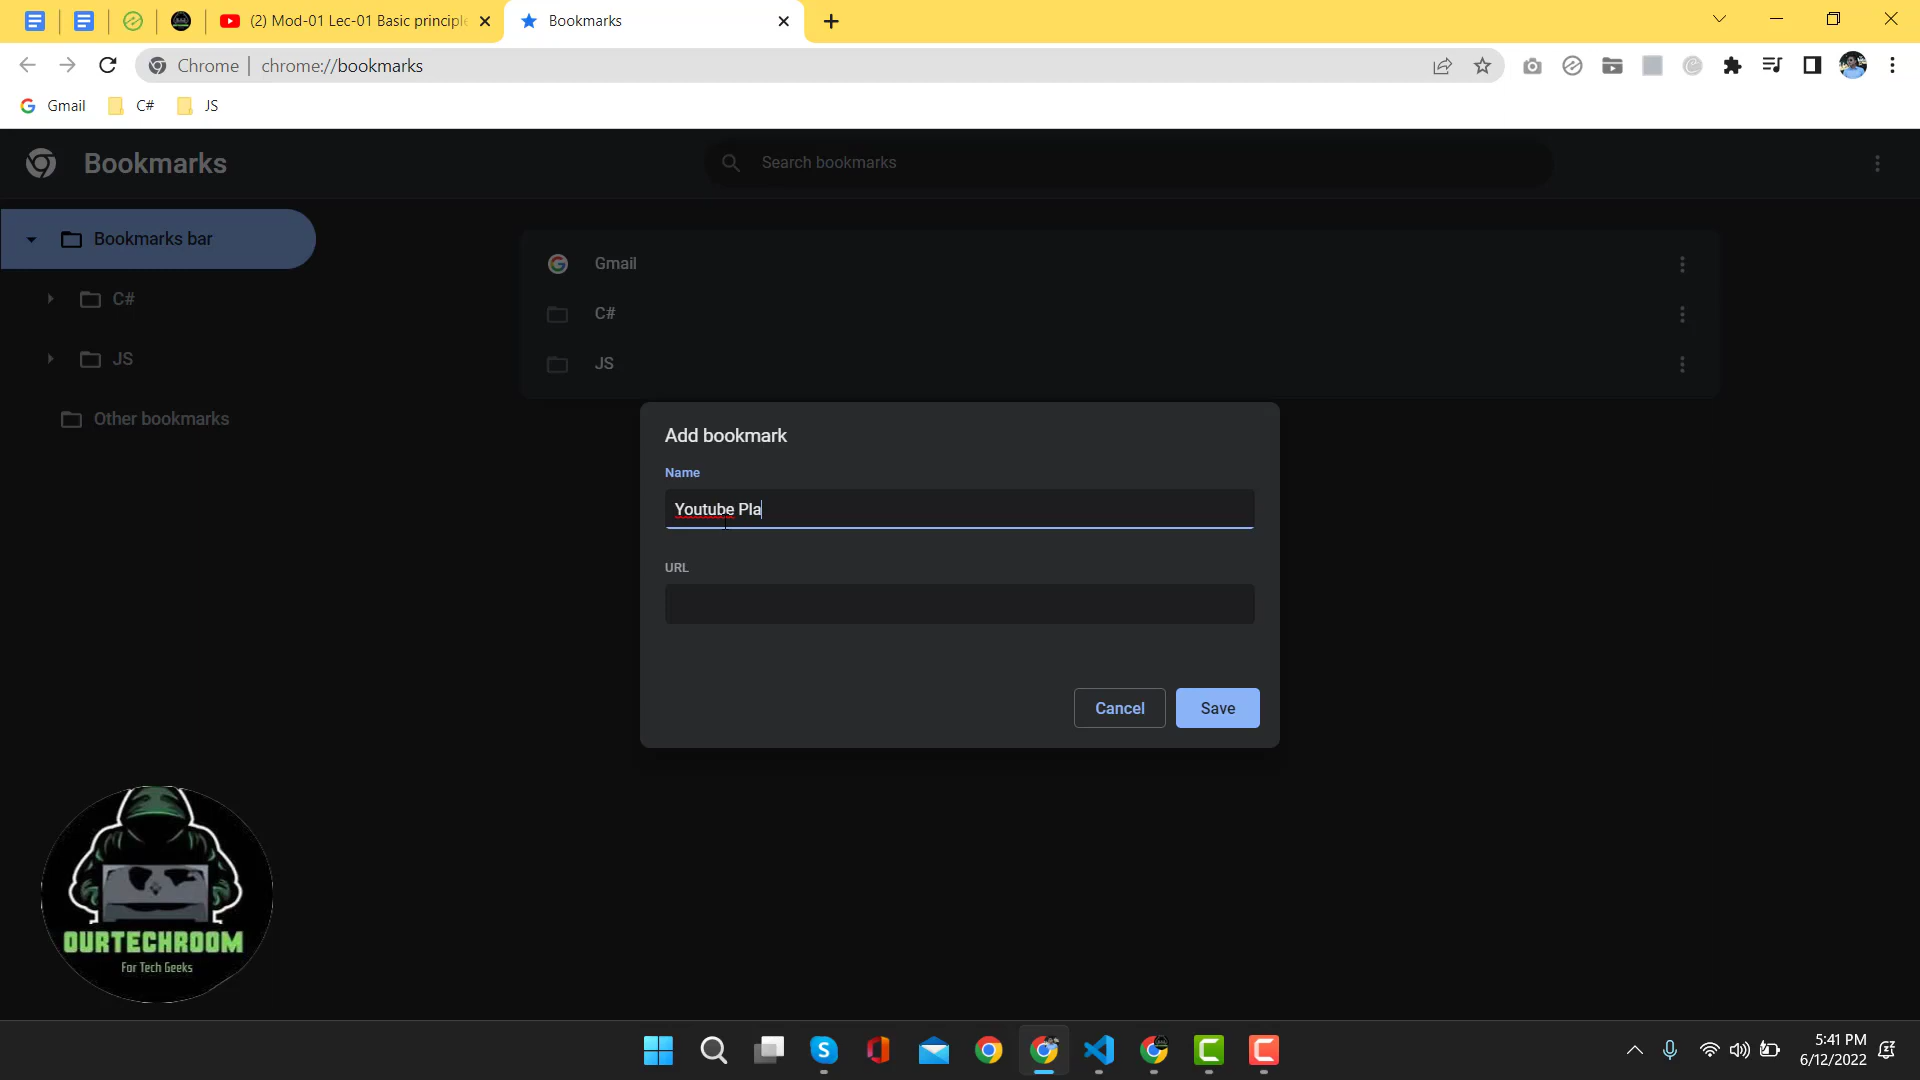 (2) Mod-01 Lec-01 Basic principle
Bookmarks
Chrome
chrome://bookmarks
Gmail
C#
JS
Bookmarks
Search bookmarks
Bookmarks bar
C#
JS
Other bookmarks
Gmail
C#
JS
Add bookmark
Name
Youtube Pla
URL
Cancel
Save
OURTECHROOM
For Tech Geeks
5:41 PM
6/12/2022